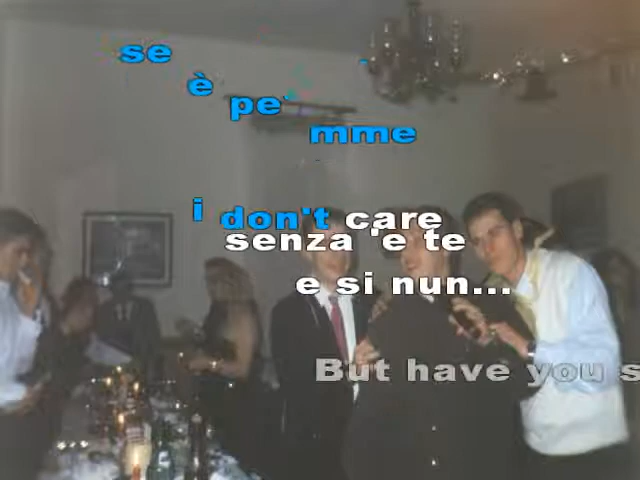 se
è
pe'
mme
i don't care
senza 'e te
e si nun...
But have you s